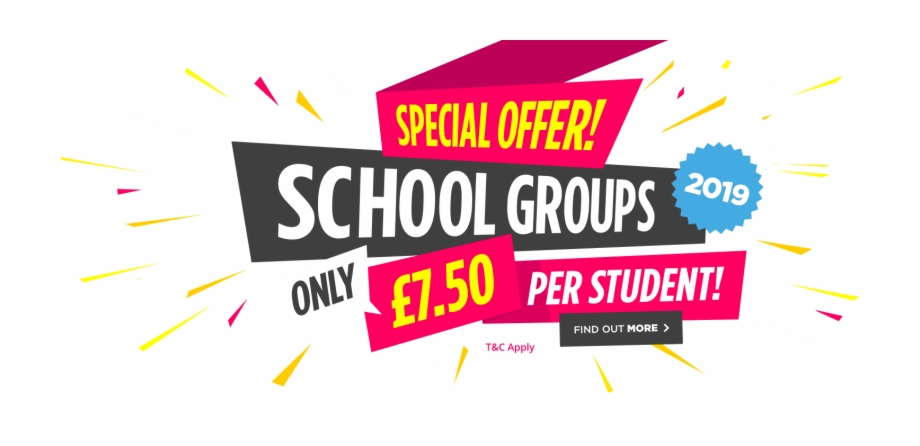 SPECIAL OFFER!
SCHOOL GROUPS
2019
ONLY
£7.50
PER STUDENT!
FIND OUT MORE >
T&C Apply